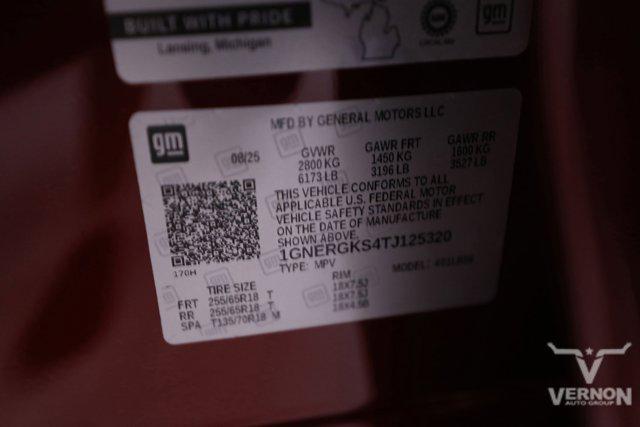 BUILT WITH PRIDE
Lansing, Michigan
gm
MFD BY GENERAL MOTORS LLC
gm
08/25
GVWR
2800 KG
6173 LB
GAWR FRT
1450 KG
3196 LB
GAWR RR
1600 KG
3527 LB
THIS VEHICLE CONFORMS TO ALL
APPLICABLE U.S. FEDERAL MOTOR
VEHICLE SAFETY STANDARDS IN EFFECT
ON THE DATE OF MANUFACTURE
SHOWN ABOVE.
1GNERGKS4TJ125320
TYPE: MPV
MODEL:
170H
TIRE SIZE
RIM
FRT 255/65R18 T 18X7.5J
RR 255/65R18 T 18X7.5J
SPA T135/70R18 M 18X4.5B
VERNON
AUTO GROUP